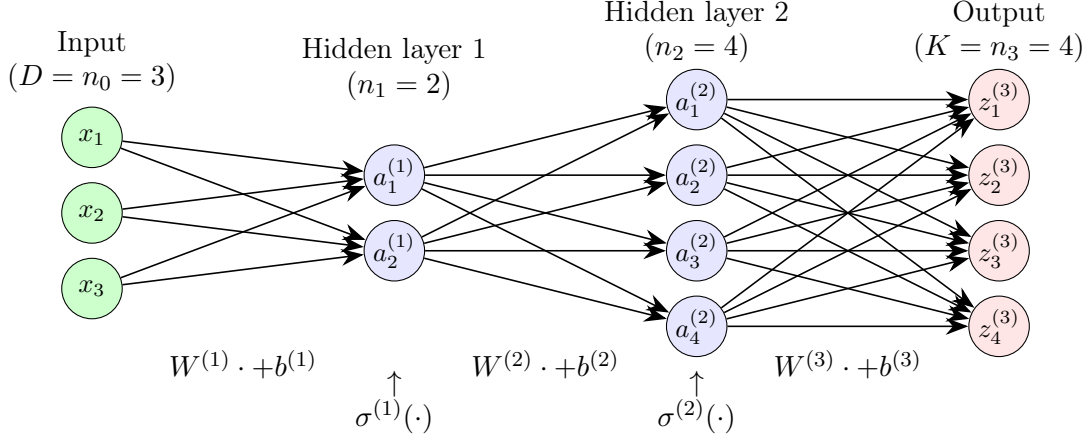 Input
(D = n₀ = 3)
Hidden layer 1
(n₁ = 2)
Hidden layer 2
(n₂ = 4)
Output
(K = n₃ = 4)
x₁
x₂
x₃
a₁⁽¹⁾
a₂⁽¹⁾
a₁⁽²⁾
a₂⁽²⁾
a₃⁽²⁾
a₄⁽²⁾
z₁⁽³⁾
z₂⁽³⁾
z₃⁽³⁾
z₄⁽³⁾
W⁽¹⁾ · +b⁽¹⁾
W⁽²⁾ · +b⁽²⁾
W⁽³⁾ · +b⁽³⁾
↑
σ⁽¹⁾(·)
↑
σ⁽²⁾(·)